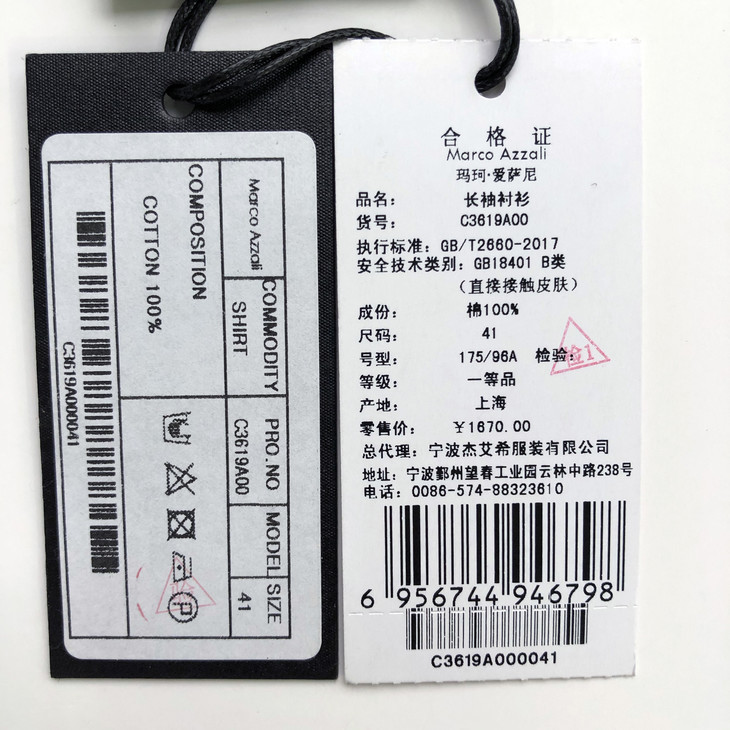 Marco Azzali
COMMODITY
SHIRT
PRO.NO
C3619A00
MODEL
SIZE
41
COMPOSITION
COTTON 100%
P
C3619A000041
合格证
Marco Azzali
玛珂·爱萨尼
品名： 长袖衬衫
货号： C3619A00
执行标准：GB/T2660-2017
安全技术类别：GB18401 B类
（直接接触皮肤）
成份： 棉100%
尺码： 41
号型： 175/96A 检验：
检1
等级： 一等品
产地： 上海
零售价： ￥1670.00
总代理：宁波杰艾希服装有限公司
地址：宁波鄞州望春工业园云林中路238号
电话：0086-574-88323610
6 956744 946798
C3619A000041